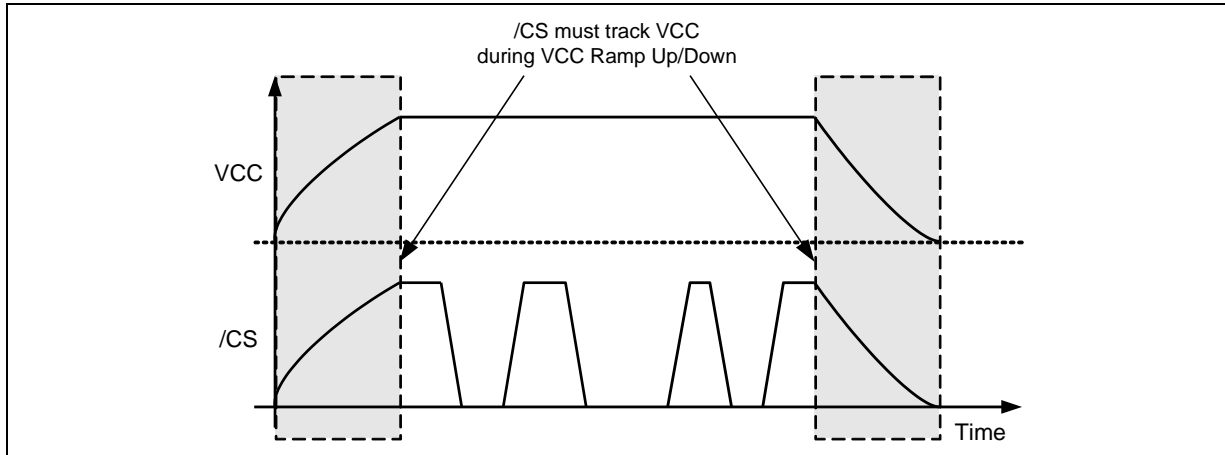 /CS must track VCC
during VCC Ramp Up/Down
VCC
/CS
Time